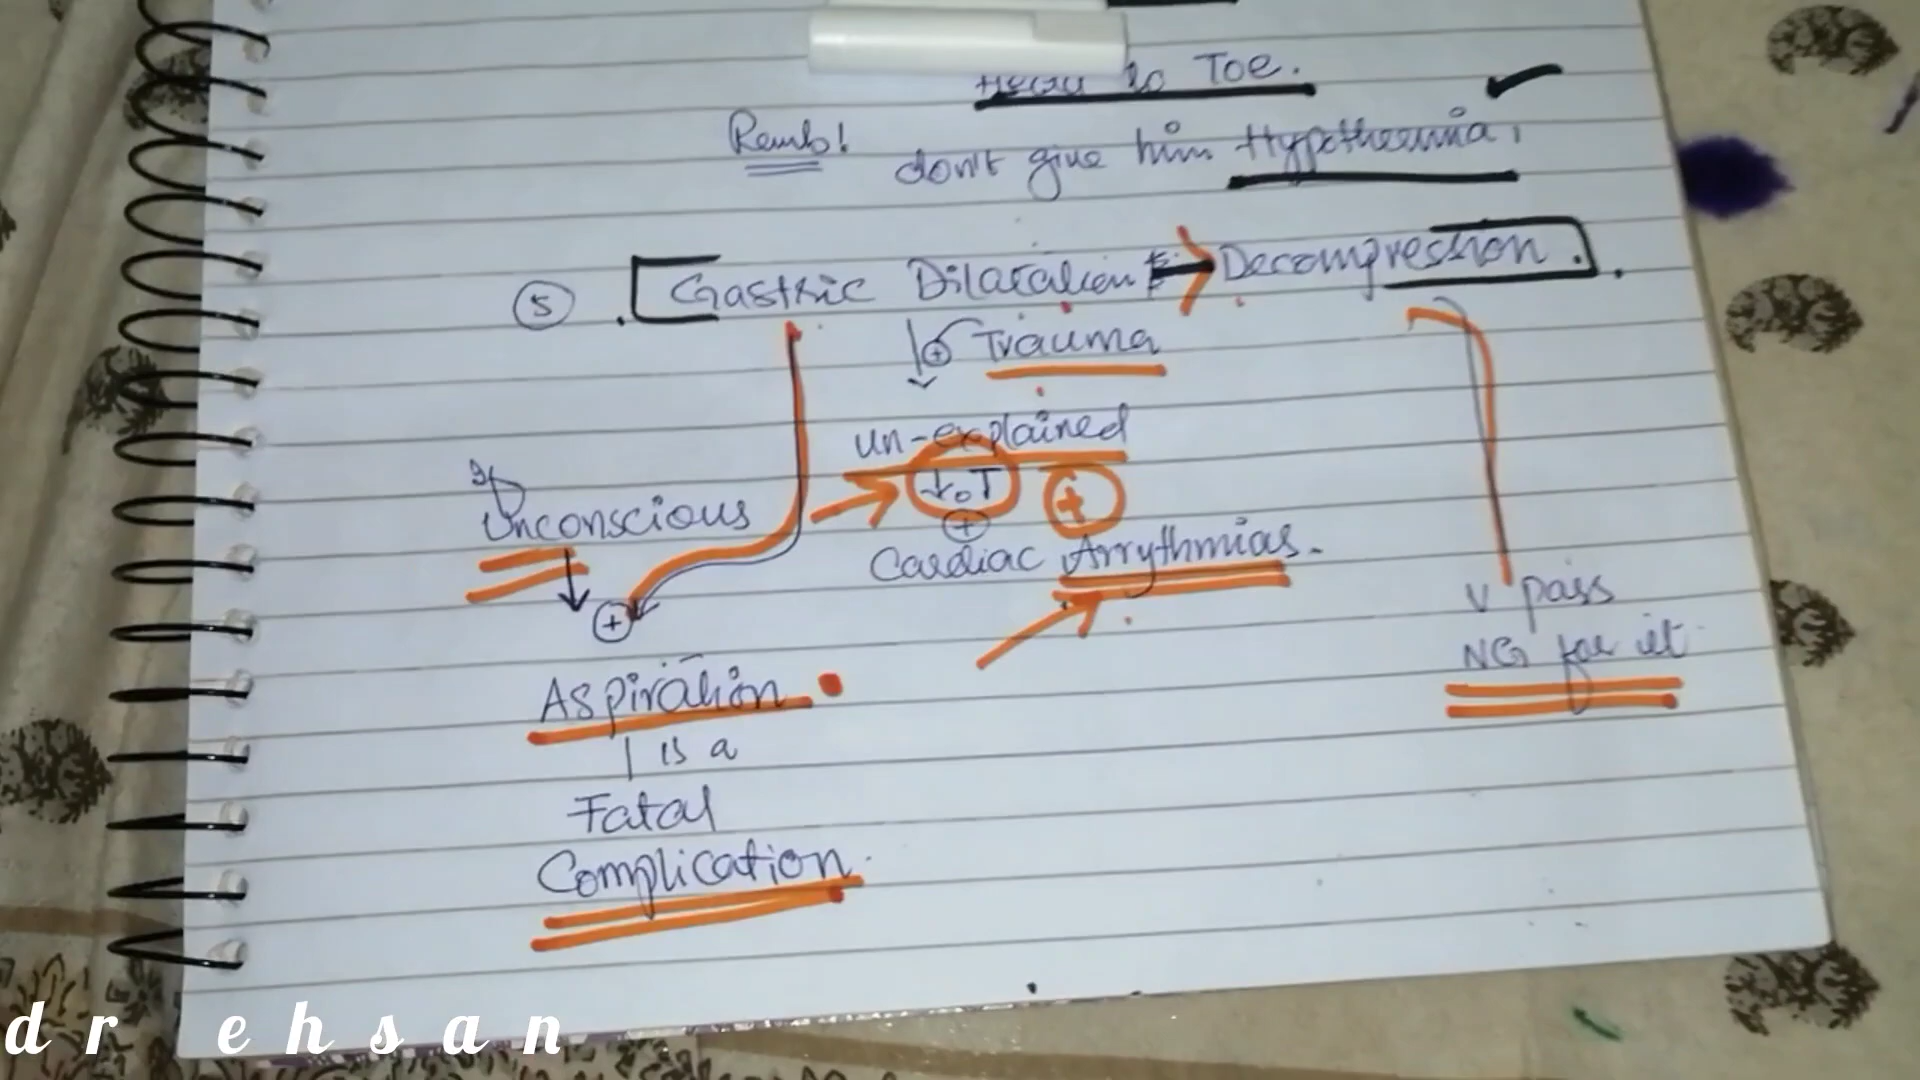 Head to Toe.
Remb! don't give him Hypothermia.
5 Gastric Dilatation → Decompression.
↓ + Trauma
un-explained
↓ o T +
+
Cardiac Arrythmias.
If
Unconscious
↓ +
Aspiration.
| is a
Fatal
Complication.
v pass
NG for it
dr ehsan